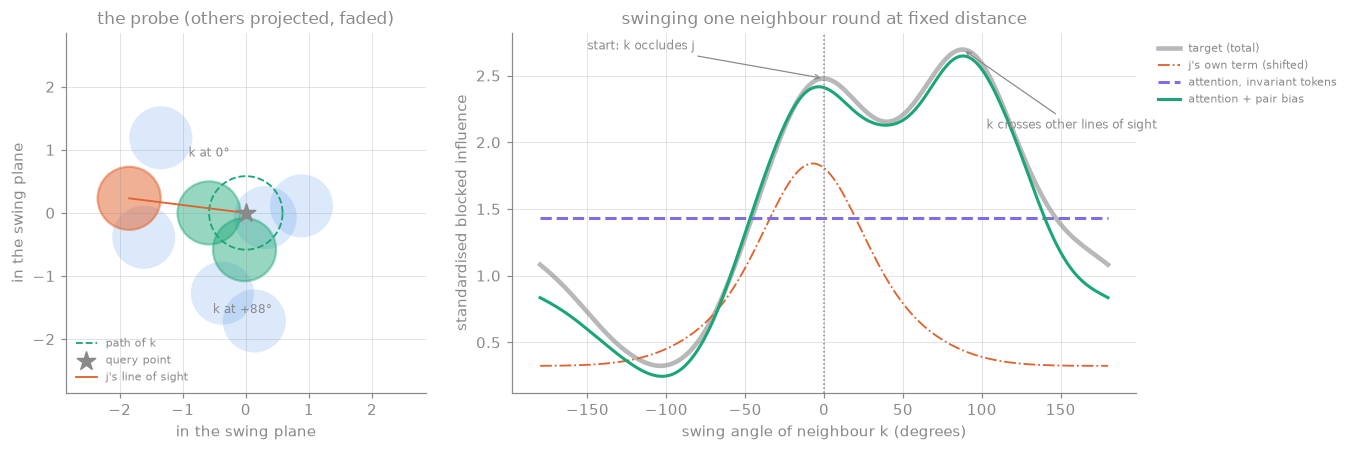 the probe (others projected, faded)
in the swing plane
2
1
0
−1
−2
k at 0°
k at +88°
path of k
query point
j's line of sight
−2
−1
0
1
2
in the swing plane
swinging one neighbour round at fixed distance
standardised blocked influence
2.5
2.0
1.5
1.0
0.5
start: k occludes j
k crosses other lines of sight
−150
−100
−50
0
50
100
150
swing angle of neighbour k (degrees)
target (total)
j's own term (shifted)
attention, invariant tokens
attention + pair bias